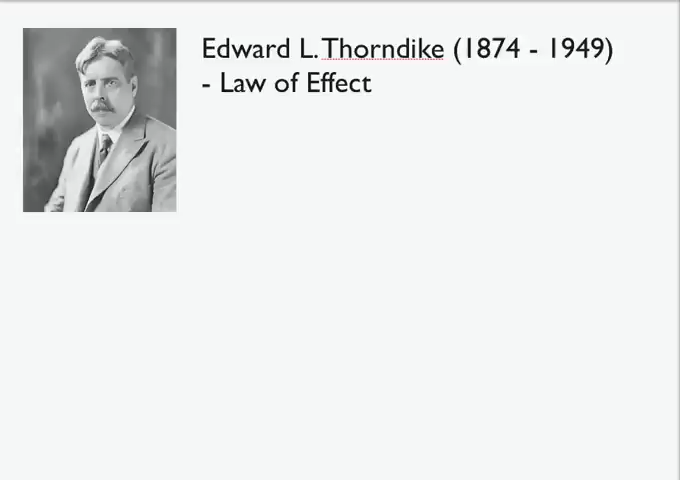 Edward L. Thorndike (1874 - 1949)
- Law of Effect